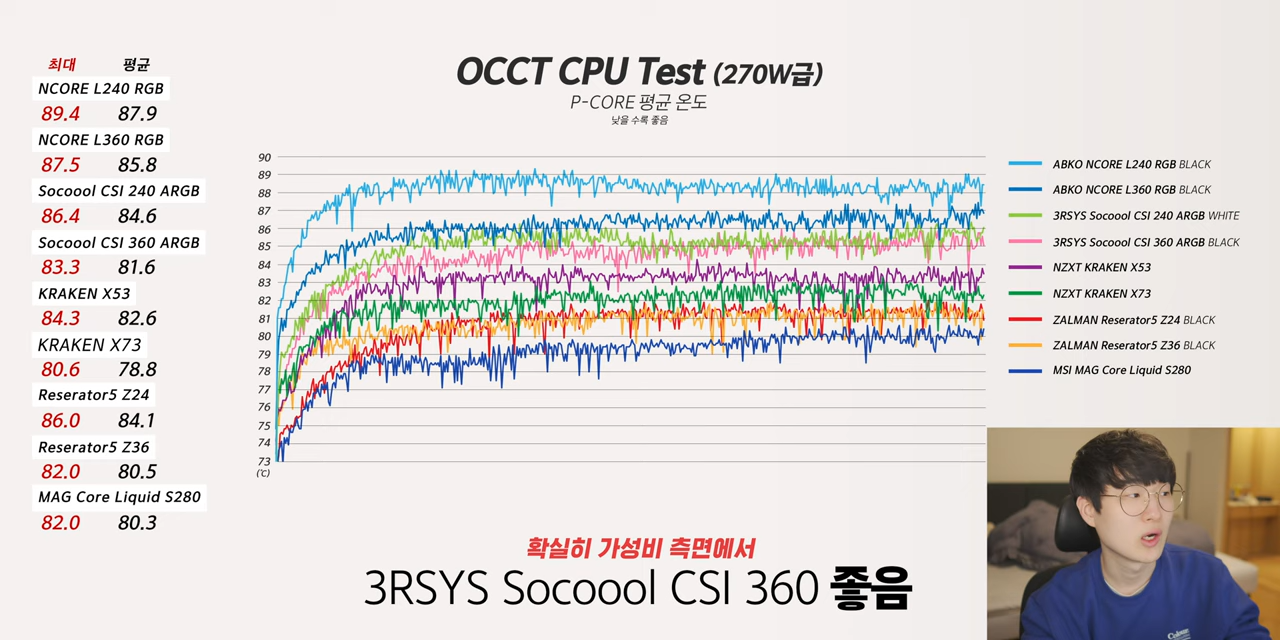 최대 평균
NCORE L240 RGB
89.4 87.9
NCORE L360 RGB
87.5 85.8
Socoool CSI 240 ARGB
86.4 84.6
Socoool CSI 360 ARGB
83.3 81.6
KRAKEN X53
84.3 82.6
KRAKEN X73
80.6 78.8
Reserator5 Z24
86.0 84.1
Reserator5 Z36
82.0 80.5
MAG Core Liquid S280
82.0 80.3
OCCT CPU Test (270W급)
P-CORE 평균 온도
낮을 수록 좋음
90
89
88
87
86
85
84
83
82
81
80
79
78
77
76
75
74
73
(℃)
ABKO NCORE L240 RGB BLACK
ABKO NCORE L360 RGB BLACK
3RSYS Socoool CSI 240 ARGB WHITE
3RSYS Socoool CSI 360 ARGB BLACK
NZXT KRAKEN X53
NZXT KRAKEN X73
ZALMAN Reserator5 Z24 BLACK
ZALMAN Reserator5 Z36 BLACK
MSI MAG Core Liquid S280
확실히 가성비 측면에서
3RSYS Socoool CSI 360 좋음